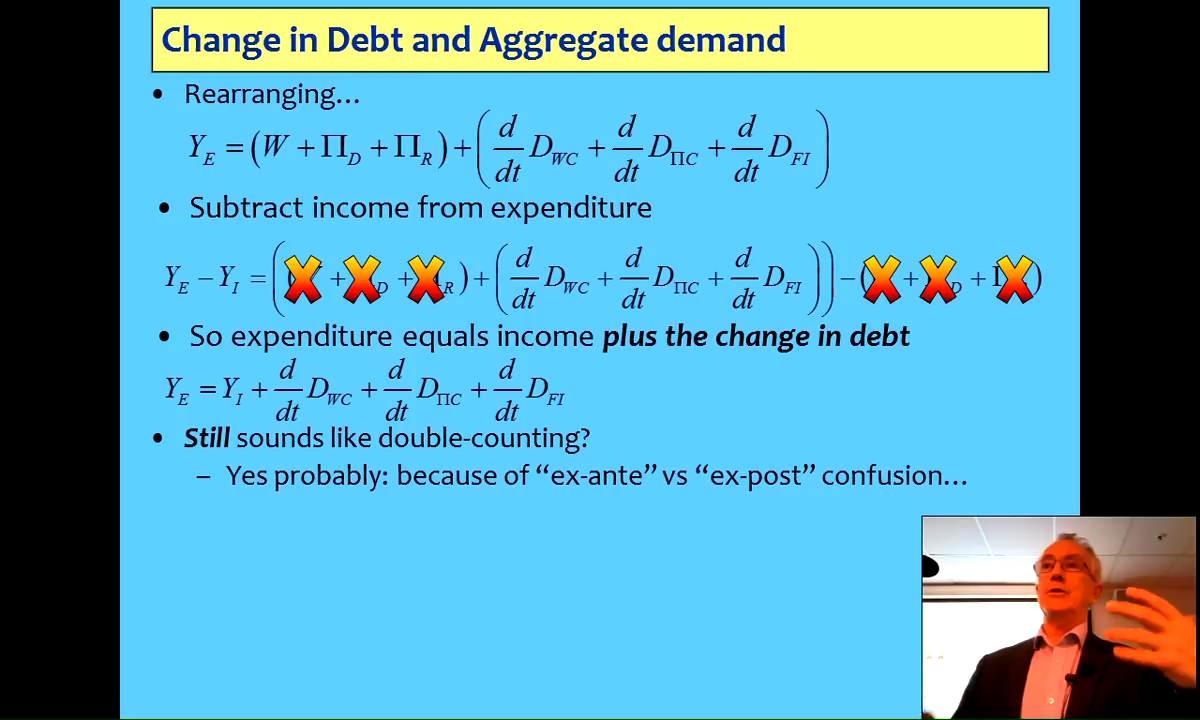 Change in Debt and Aggregate demand
• Rearranging…
Y_E = (W + Π_D + Π_R) + (d/dt D_WC + d/dt D_ΠC + d/dt D_FI)
• Subtract income from expenditure
Y_E − Y_I = (( + _D + _R) + (d/dt D_WC + d/dt D_ΠC + d/dt D_FI)) − ( + _D + )
• So expenditure equals income plus the change in debt
Y_E = Y_I + d/dt D_WC + d/dt D_ΠC + d/dt D_FI
• Still sounds like double-counting?
– Yes probably: because of “ex-ante” vs “ex-post” confusion…